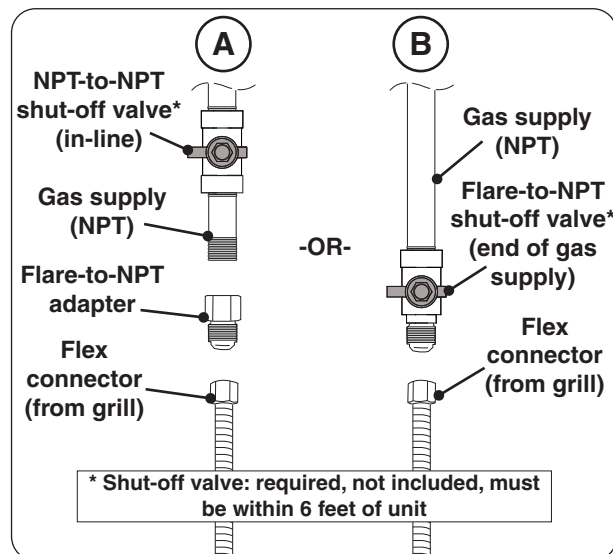 A
NPT-to-NPT
shut-off valve*
(in-line)
Gas supply
(NPT)
Flare-to-NPT
adapter
Flex
connector
(from grill)
-OR-
B
Gas supply
(NPT)
Flare-to-NPT
shut-off valve*
(end of gas
supply)
Flex
connector
(from grill)
* Shut-off valve: required, not included, must
be within 6 feet of unit